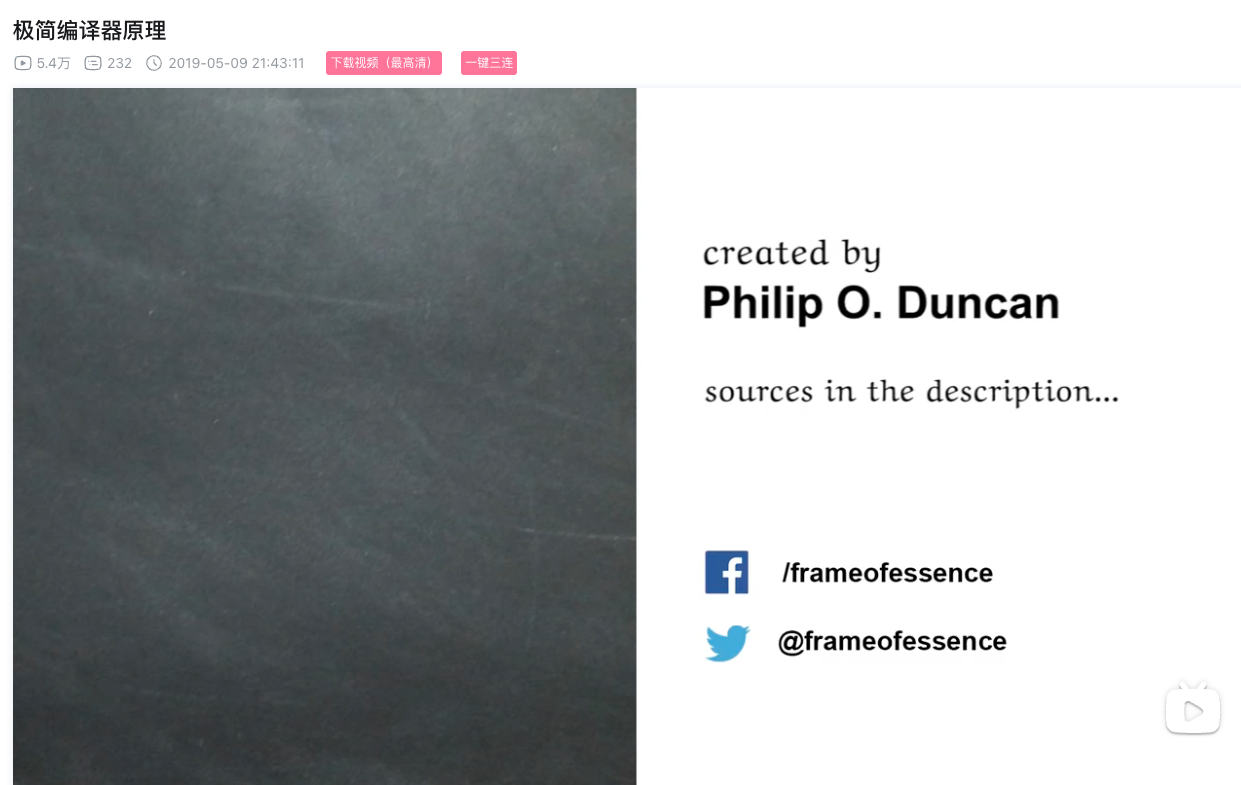 极简编译器原理
5.4万 232 2019-05-09 21:43:11 下载视频（最高清） 一键三连
created by
Philip O. Duncan
sources in the description...
/frameofessence
@frameofessence